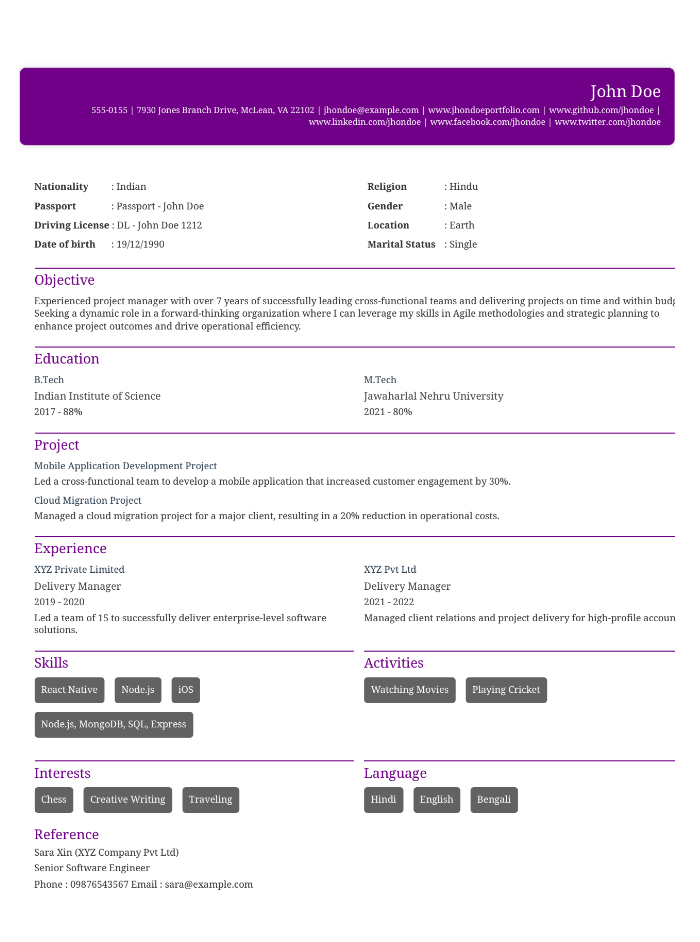 John Doe
555-0155 | 7930 Jones Branch Drive, McLean, VA 22102 | jhondoe@example.com | www.jhondoeportfolio.com | www.github.com/jhondoe |
www.linkedin.com/jhondoe | www.facebook.com/jhondoe | www.twitter.com/jhondoe
Nationality : Indian
Religion : Hindu
Passport : Passport - John Doe
Gender : Male
Driving License : DL - John Doe 1212
Location : Earth
Date of birth : 19/12/1990
Marital Status : Single
Objective
Experienced project manager with over 7 years of successfully leading cross-functional teams and delivering projects on time and within
Seeking a dynamic role in a forward-thinking organization where I can leverage my skills in Agile methodologies and strategic planning to
enhance project outcomes and drive operational efficiency.
Education
B.Tech
Indian Institute of Science
2017 - 88%
M.Tech
Jawaharlal Nehru University
2021 - 80%
Project
Mobile Application Development Project
Led a cross-functional team to develop a mobile application that increased customer engagement by 30%.
Cloud Migration Project
Managed a cloud migration project for a major client, resulting in a 20% reduction in operational costs.
Experience
XYZ Private Limited
Delivery Manager
2019 - 2020
Led a team of 15 to successfully deliver enterprise-level software
solutions.
XYZ Pvt Ltd
Delivery Manager
2021 - 2022
Managed client relations and project delivery for high-profile
Skills
React Native
Node.js
iOS
Node.js, MongoDB, SQL, Express
Activities
Watching Movies
Playing Cricket
Interests
Chess
Creative Writing
Traveling
Language
Hindi
English
Bengali
Reference
Sara Xin (XYZ Company Pvt Ltd)
Senior Software Engineer
Phone : 09876543567 Email : sara@example.com